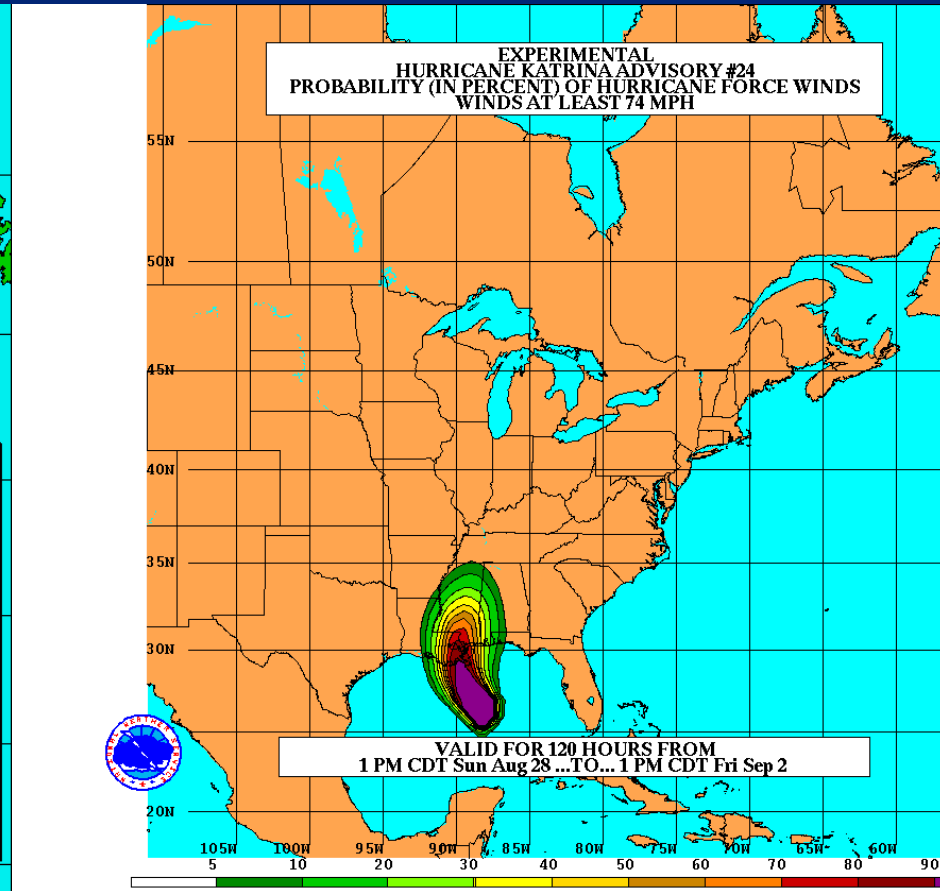 EXPERIMENTAL
HURRICANE KATRINA ADVISORY #24
PROBABILITY (IN PERCENT) OF HURRICANE FORCE WINDS
WINDS AT LEAST 74 MPH
55N
50N
45N
40N
35N
30N
VALID FOR 120 HOURS FROM
1 PM CDT Sun Aug 28 ...TO... 1 PM CDT Fri Sep 2
20N
105W 100W 95W 90W 85W 80W 75W 70W 65W 60W
5 10 20 30 40 50 60 70 80 90